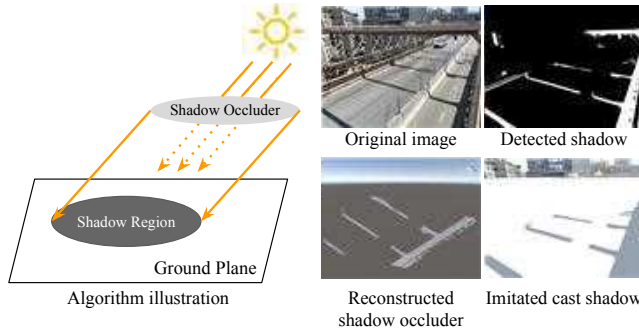 Shadow Occluder
Shadow Region
Ground Plane
Algorithm illustration
Original image
Detected shadow
Reconstructed
shadow occluder
Imitated cast shadow